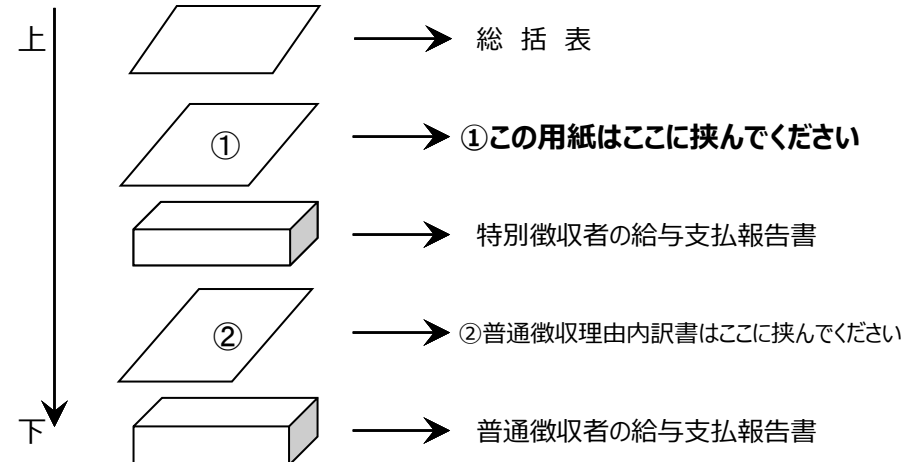 上
総 括 表
①
①この用紙はここに挟んでください
特別徴収者の給与支払報告書
②
②普通徴収理由内訳書はここに挟んでください
下
普通徴収者の給与支払報告書